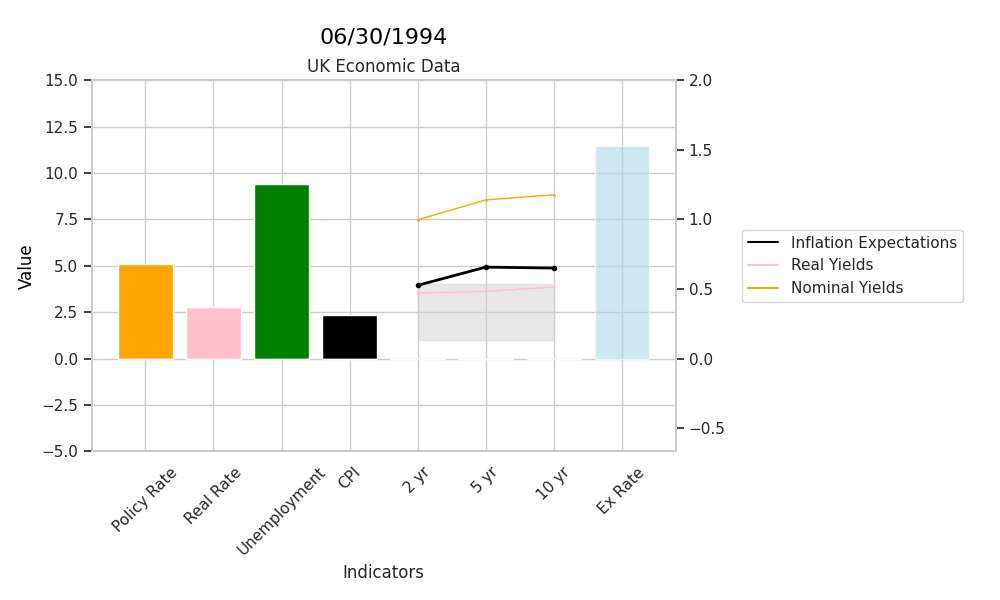 06/30/1994
UK Economic Data
15.0
12.5
10.0
7.5
5.0
2.5
0.0
−2.5
−5.0
Value
2.0
1.5
1.0
0.5
0.0
−0.5
Inflation Expectations
Real Yields
Nominal Yields
Policy Rate
Real Rate
Unemployment
CPI
2 yr
5 yr
10 yr
Ex Rate
Indicators